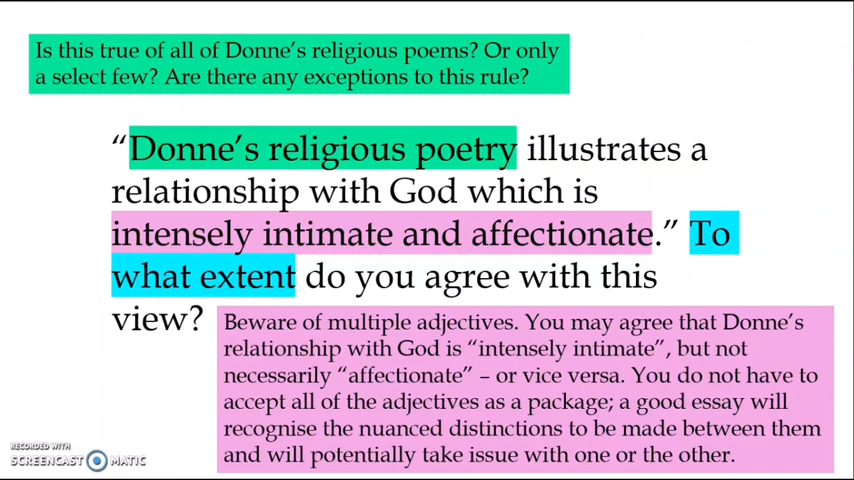 Is this true of all of Donne's religious poems? Or only
a select few? Are there any exceptions to this rule?
“Donne's religious poetry illustrates a
relationship with God which is
intensely intimate and affectionate.” To
what extent do you agree with this
view?
Beware of multiple adjectives. You may agree that Donne's
relationship with God is “intensely intimate”, but not
necessarily “affectionate” – or vice versa. You do not have to
accept all of the adjectives as a package; a good essay will
recognise the nuanced distinctions to be made between them
and will potentially take issue with one or the other.
RECORDED WITH
SCREENCAST MATIC